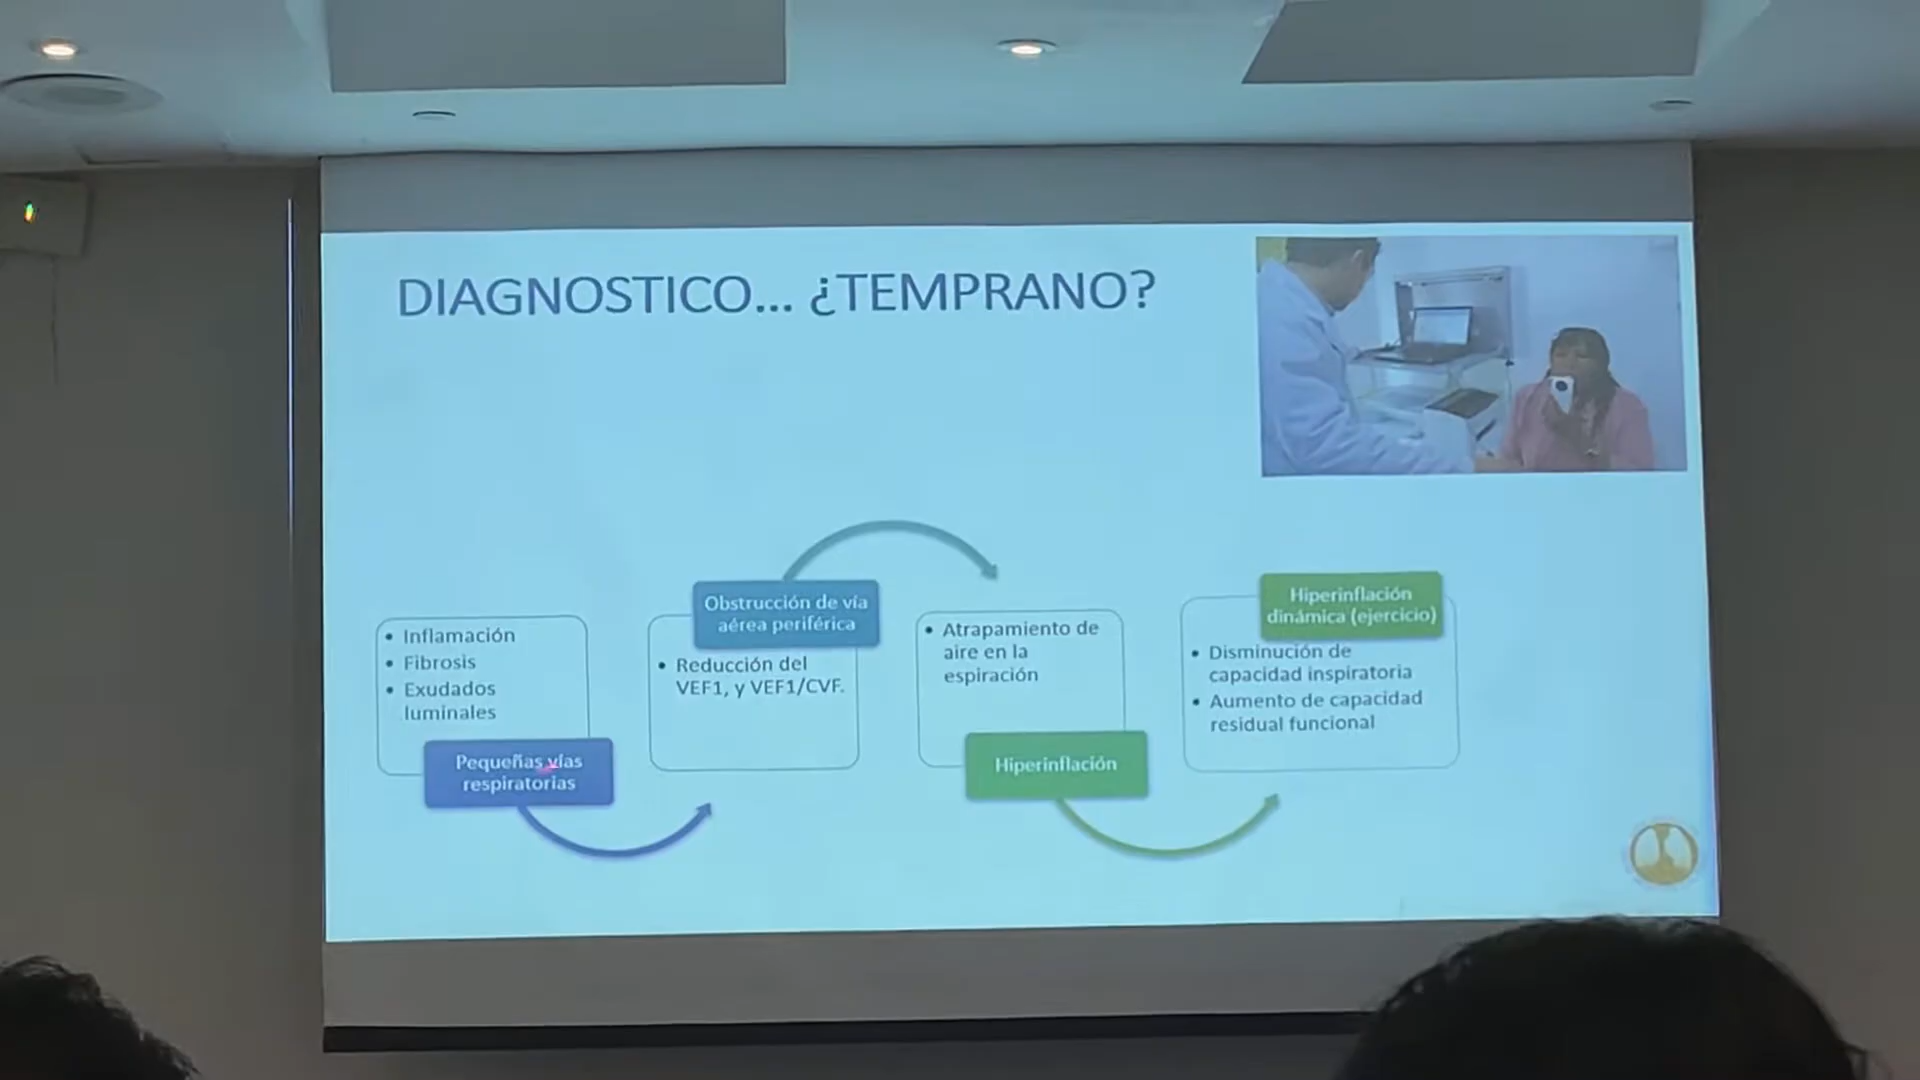 DIAGNOSTICO... ¿TEMPRANO?
• Inflamación
• Fibrosis
• Exudados
luminales
Pequeñas vías
respiratorias
Obstrucción de vía
aérea periférica
• Reducción del
VEF1, y VEF1/CVF.
• Atrapamiento de
aire en la
espiración
Hiperinflación
Hiperinflación
dinámica (ejercicio)
• Disminución de
capacidad inspiratoria
• Aumento de capacidad
residual funcional